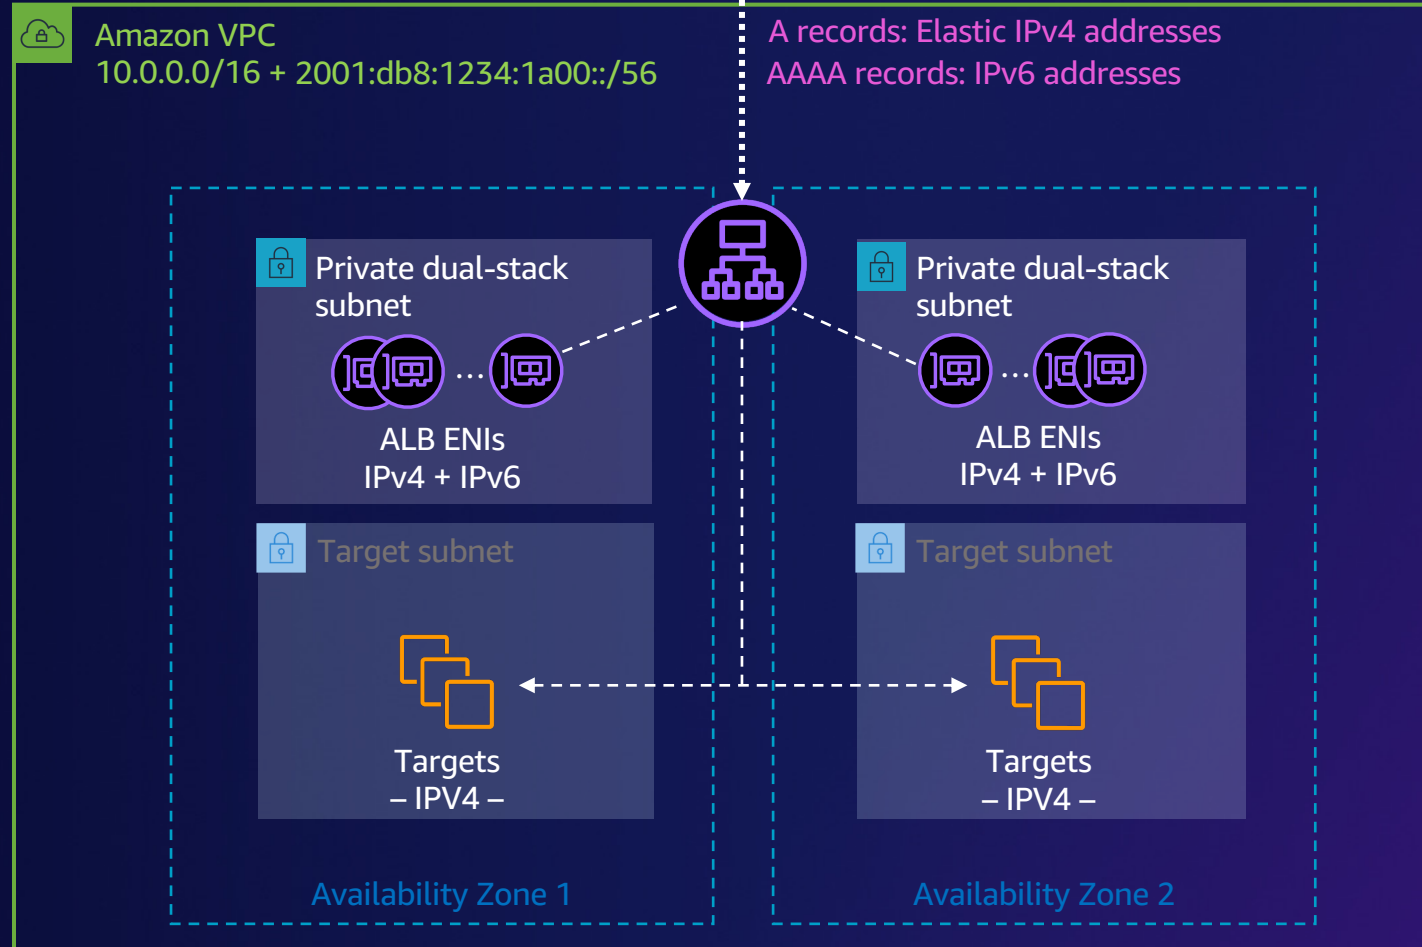 Amazon VPC
10.0.0.0/16 + 2001:db8:1234:1a00::/56
A records: Elastic IPv4 addresses
AAAA records: IPv6 addresses
Private dual-stack
subnet
...
ALB ENIs
IPv4 + IPv6
Private dual-stack
subnet
...
ALB ENIs
IPv4 + IPv6
Target subnet
Targets
– IPV4 –
Target subnet
Targets
– IPV4 –
Availability Zone 1
Availability Zone 2